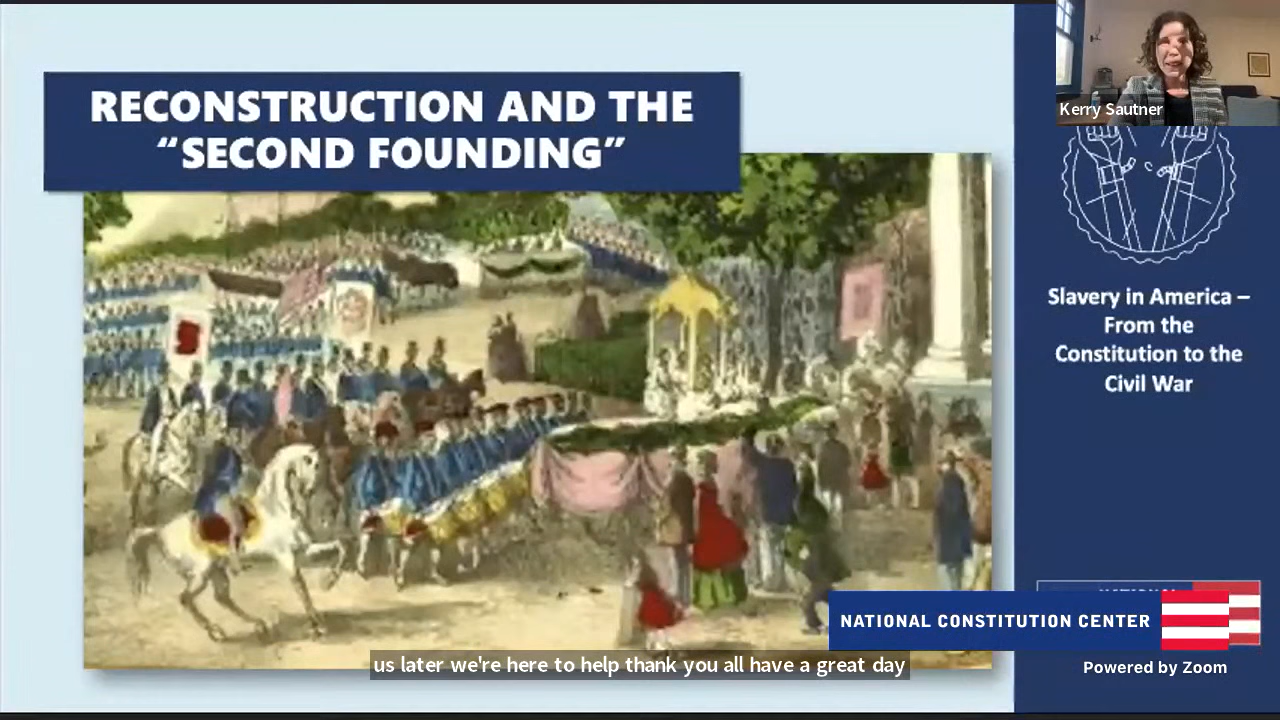 RECONSTRUCTION AND THE
“SECOND FOUNDING”
Kerry Sautner
Slavery in America –
From the
Constitution to the
Civil War
NATIONAL CONSTITUTION CENTER
Powered by Zoom
us later we're here to help thank you all have a great day